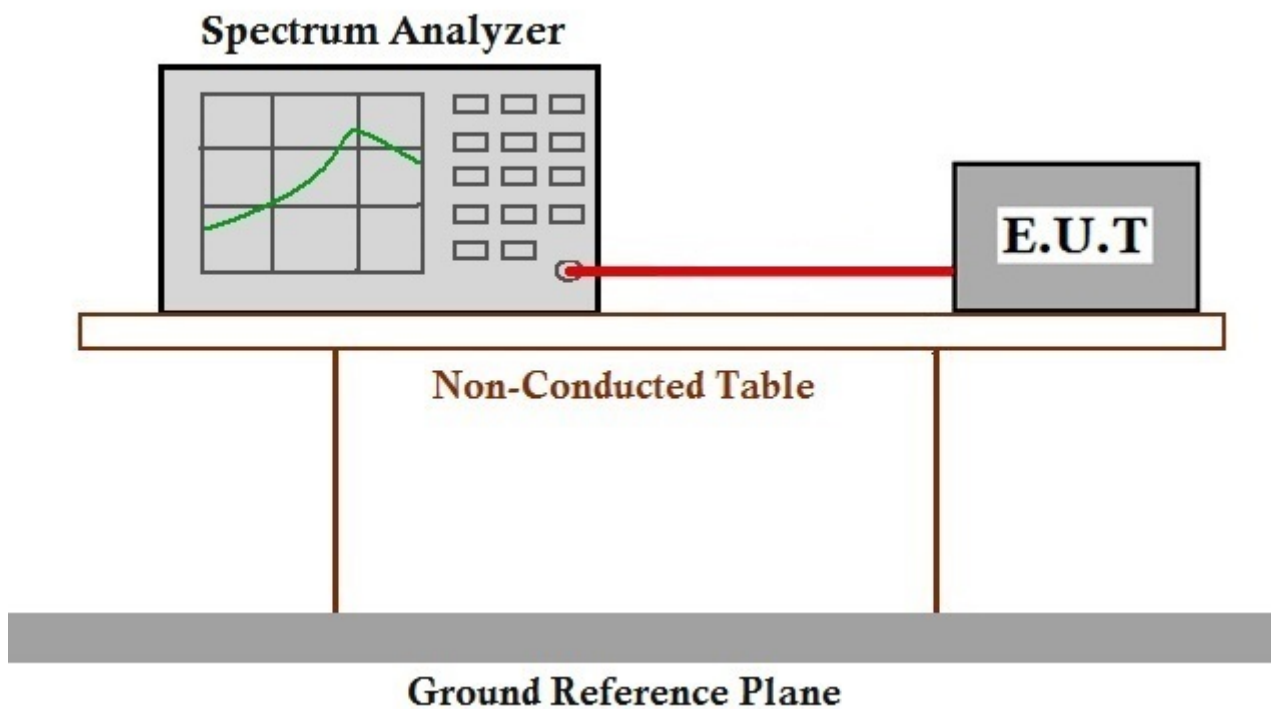 Spectrum Analyzer
E.U.T
Non-Conducted Table
Ground Reference Plane